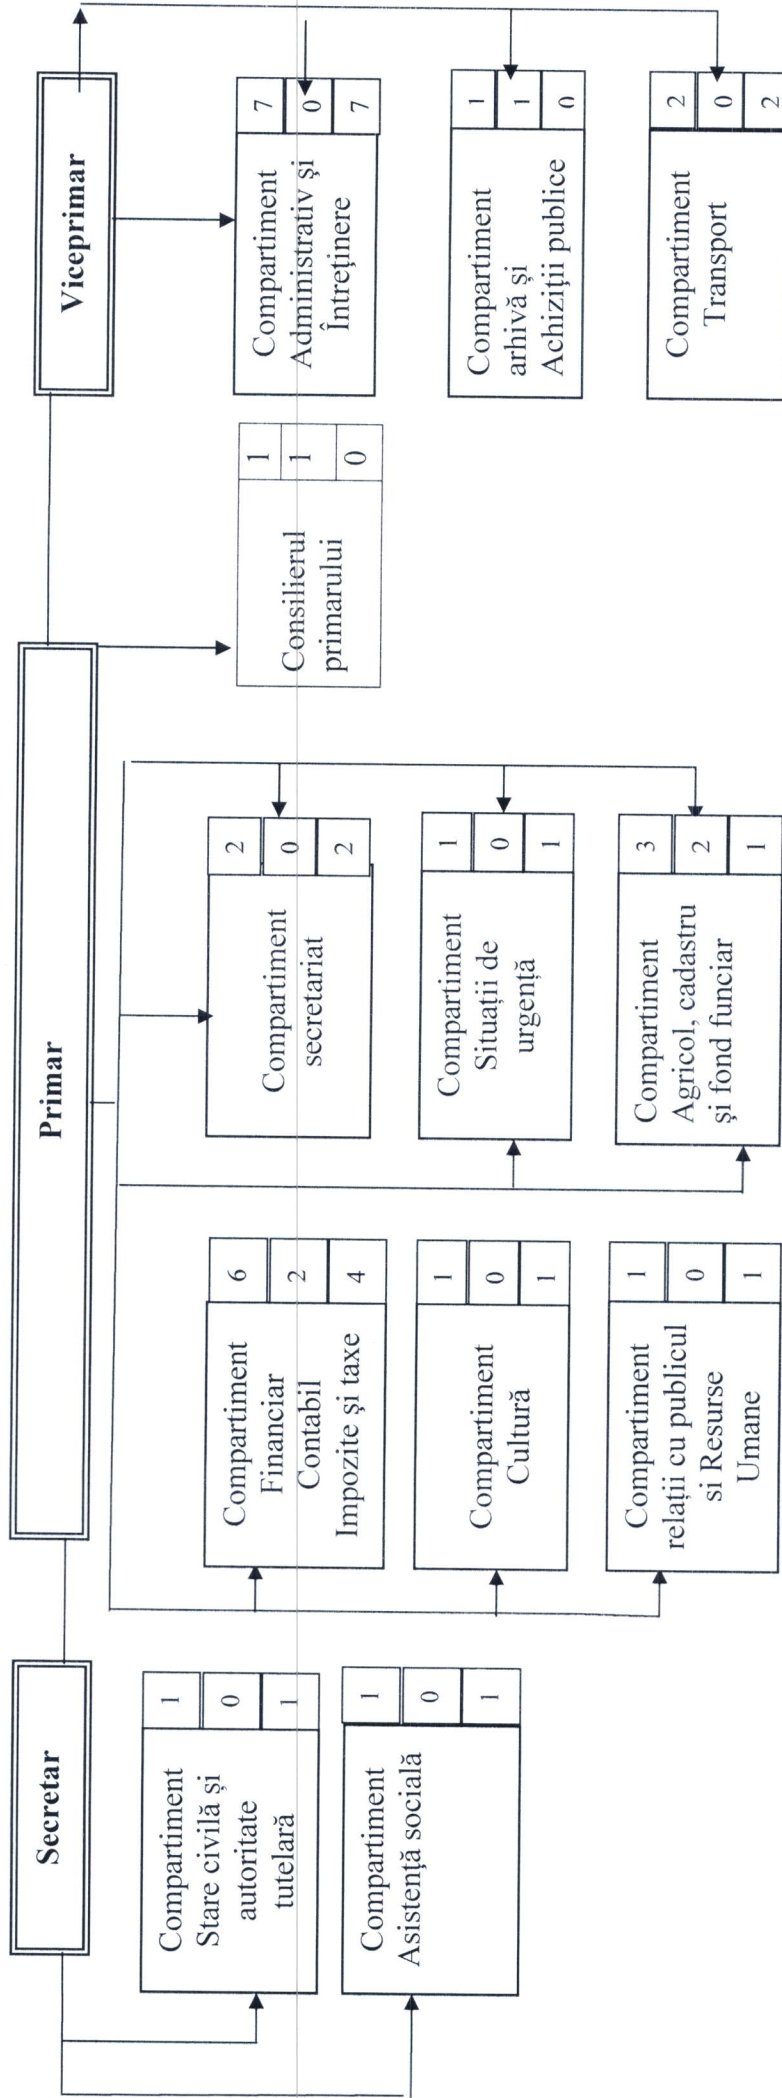 Secretar
Primar
Viceprimar
Compartiment
Stare civilă și
autoritate
tutelară
1
0
1
Compartiment
Asistență socială
1
0
1
Compartiment
Financiar
Contabil
Impozite și taxe
6
2
4
Compartiment
Cultură
1
0
1
Compartiment
relații cu publicul
si Resurse
Umane
1
0
1
Compartiment
secretariat
2
0
2
Compartiment
Situații de
urgență
1
0
1
Compartiment
Agricol, cadastru
și fond funciar
3
2
1
Consilierul
primarului
1
1
0
Compartiment
Administrativ și
Întreținere
7
0
7
Compartiment
arhivă și
Achiziții publice
1
1
0
Compartiment
Transport
2
0
2